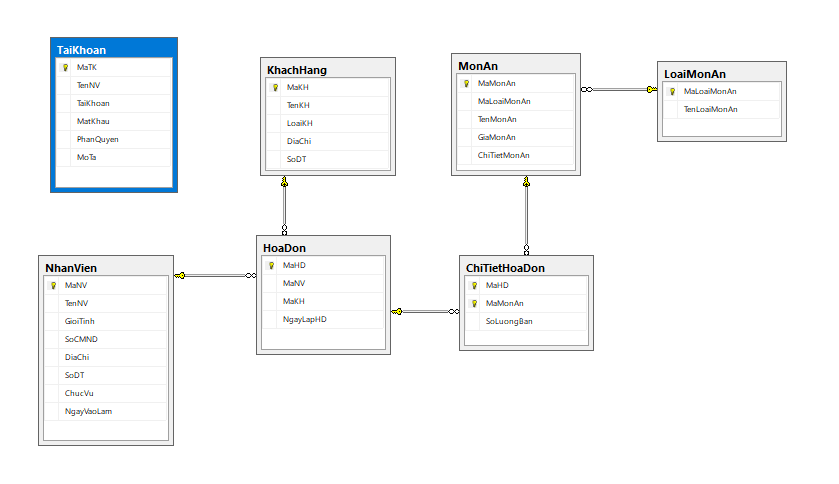 TaiKhoan
MaTK
TenNV
TaiKhoan
MatKhau
PhanQuyen
MoTa
KhachHang
MaKH
TenKH
LoaiKH
DiaChi
SoDT
MonAn
MaMonAn
MaLoaiMonAn
TenMonAn
GiaMonAn
ChiTietMonAn
LoaiMonAn
MaLoaiMonAn
TenLoaiMonAn
NhanVien
MaNV
TenNV
GioiTinh
SoCMND
DiaChi
SoDT
ChucVu
NgayVaoLam
HoaDon
MaHD
MaNV
MaKH
NgayLapHD
ChiTietHoaDon
MaHD
MaMonAn
SoLuongBan